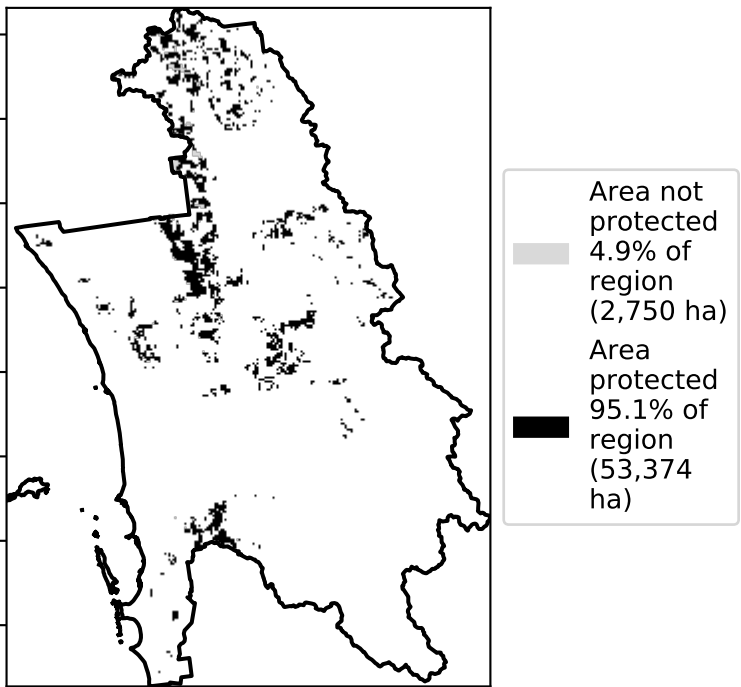 Area not
protected
4.9% of
region
(2,750 ha)
Area
protected
95.1% of
region
(53,374
ha)